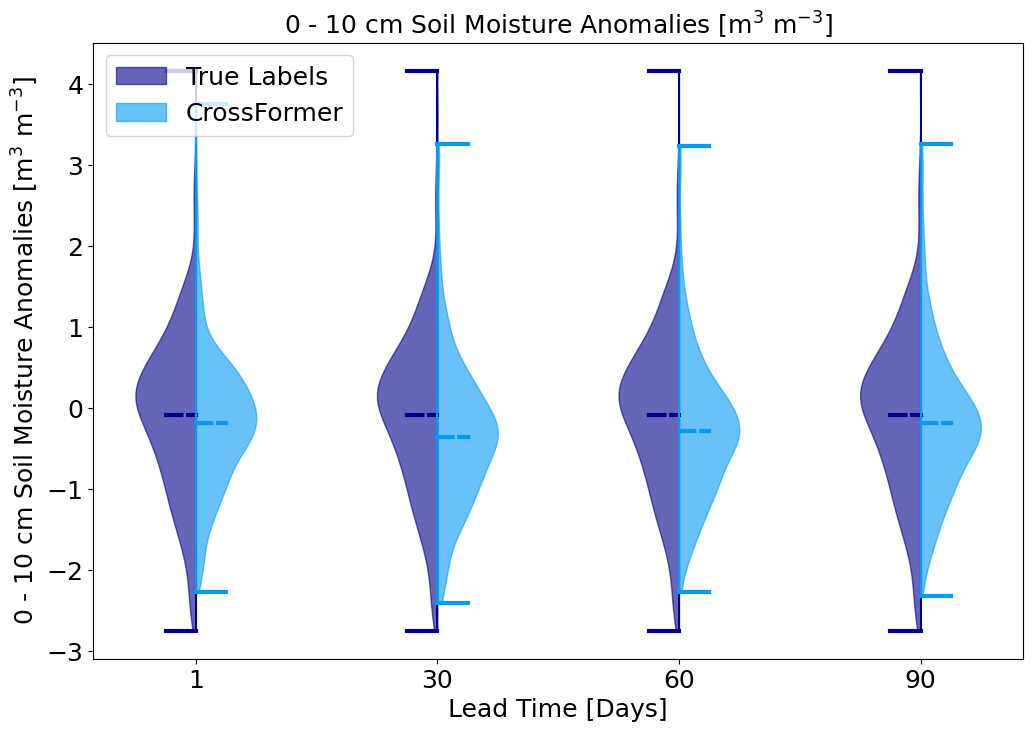 0 - 10 cm Soil Moisture Anomalies [m³ m⁻³]
True Labels
CrossFormer
0 - 10 cm Soil Moisture Anomalies [m³ m⁻³]
4
3
2
1
0
−1
−2
−3
1 30 60 90
Lead Time [Days]